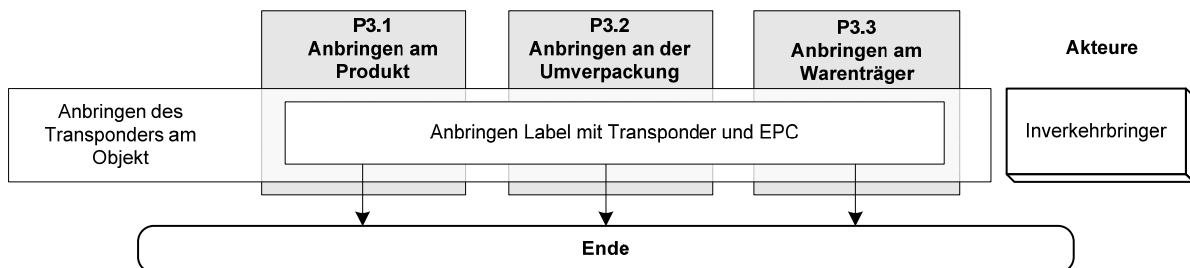 P3.1
Anbringen am
Produkt
P3.2
Anbringen an der
Umverpackung
P3.3
Anbringen am
Warenträger
Akteure
Anbringen des
Transponders am
Objekt
Anbringen Label mit Transponder und EPC
Inverkehrbringer
Ende